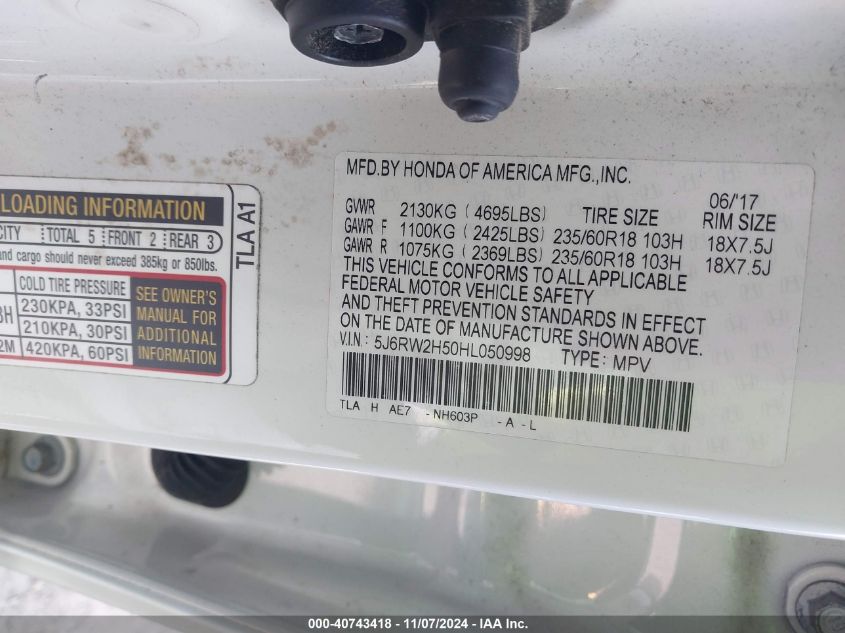 LOADING INFORMATION
CITY TOTAL 5 FRONT 2 REAR 3
and cargo should never exceed 385kg or 850lbs.
COLD TIRE PRESSURE
230KPA, 33PSI
210KPA, 30PSI
420KPA, 60PSI
SEE OWNER'S
MANUAL FOR
ADDITIONAL
INFORMATION
TLA A1
MFD.BY HONDA OF AMERICA MFG.,INC. 06/'17
GVWR 2130KG ( 4695LBS) TIRE SIZE RIM SIZE
GAWR F 1100KG ( 2425LBS) 235/60R18 103H 18X7.5J
GAWR R 1075KG ( 2369LBS) 235/60R18 103H 18X7.5J
THIS VEHICLE CONFORMS TO ALL APPLICABLE
FEDERAL MOTOR VEHICLE SAFETY
AND THEFT PREVENTION STANDARDS IN EFFECT
ON THE DATE OF MANUFACTURE SHOWN ABOVE.
V.I.N : 5J6RW2H50HL050998 TYPE: MPV
TLA H AE7 - NH603P - A - L
000-40743418 - 11/07/2024 - IAA Inc.